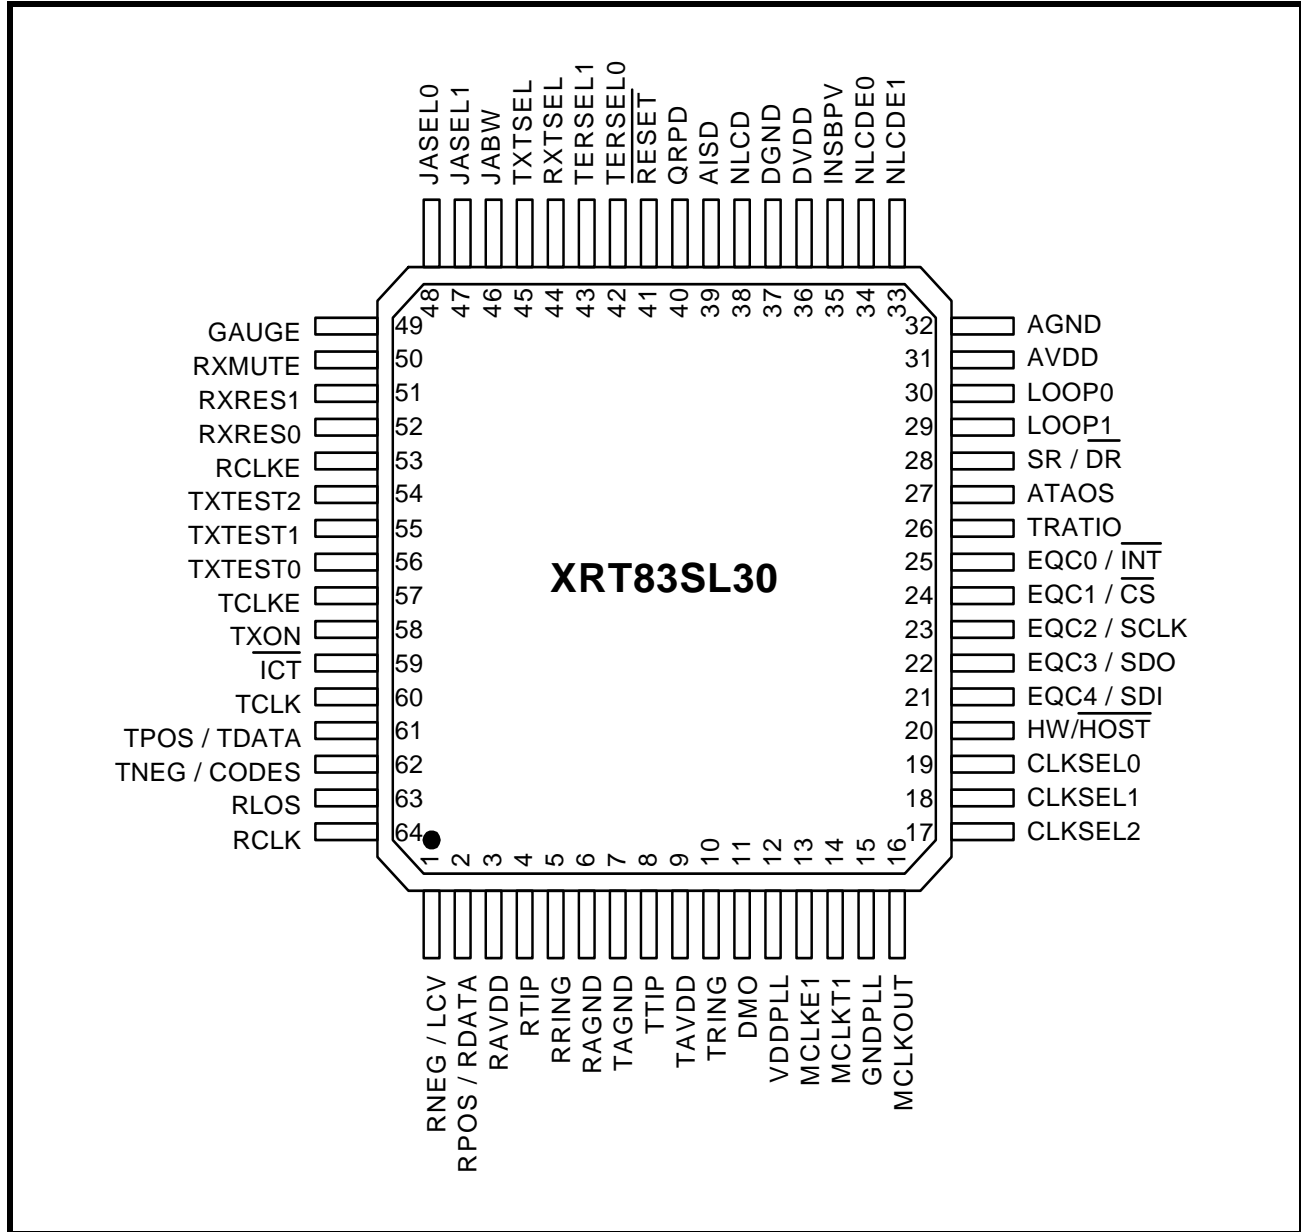 JASEL0
JASEL1
JABW
TXTSEL
RXTSEL
TERSEL1
TERSEL0
RESET
QRPD
AISD
NLCD
DGND
DVDD
INSBPV
NLCDE0
NLCDE1
48
47
46
45
44
43
42
41
40
39
38
37
36
35
34
33
GAUGE 49
RXMUTE 50
RXRES1 51
RXRES0 52
RCLKE 53
TXTEST2 54
TXTEST1 55
TXTEST0 56
TCLKE 57
TXON 58
ICT 59
TCLK 60
TPOS / TDATA 61
TNEG / CODES 62
RLOS 63
RCLK 64
XRT83SL30
32 AGND
31 AVDD
30 LOOP0
29 LOOP1
28 SR / DR
27 ATAOS
26 TRATIO
25 EQC0 / INT
24 EQC1 / CS
23 EQC2 / SCLK
22 EQC3 / SDO
21 EQC4 / SDI
20 HW/HOST
19 CLKSEL0
18 CLKSEL1
17 CLKSEL2
1
2
3
4
5
6
7
8
9
10
11
12
13
14
15
16
RNEG / LCV
RPOS / RDATA
RAVDD
RTIP
RRING
RAGND
TAGND
TTIP
TAVDD
TRING
DMO
VDDPLL
MCLKE1
MCLKT1
GNDPLL
MCLKOUT